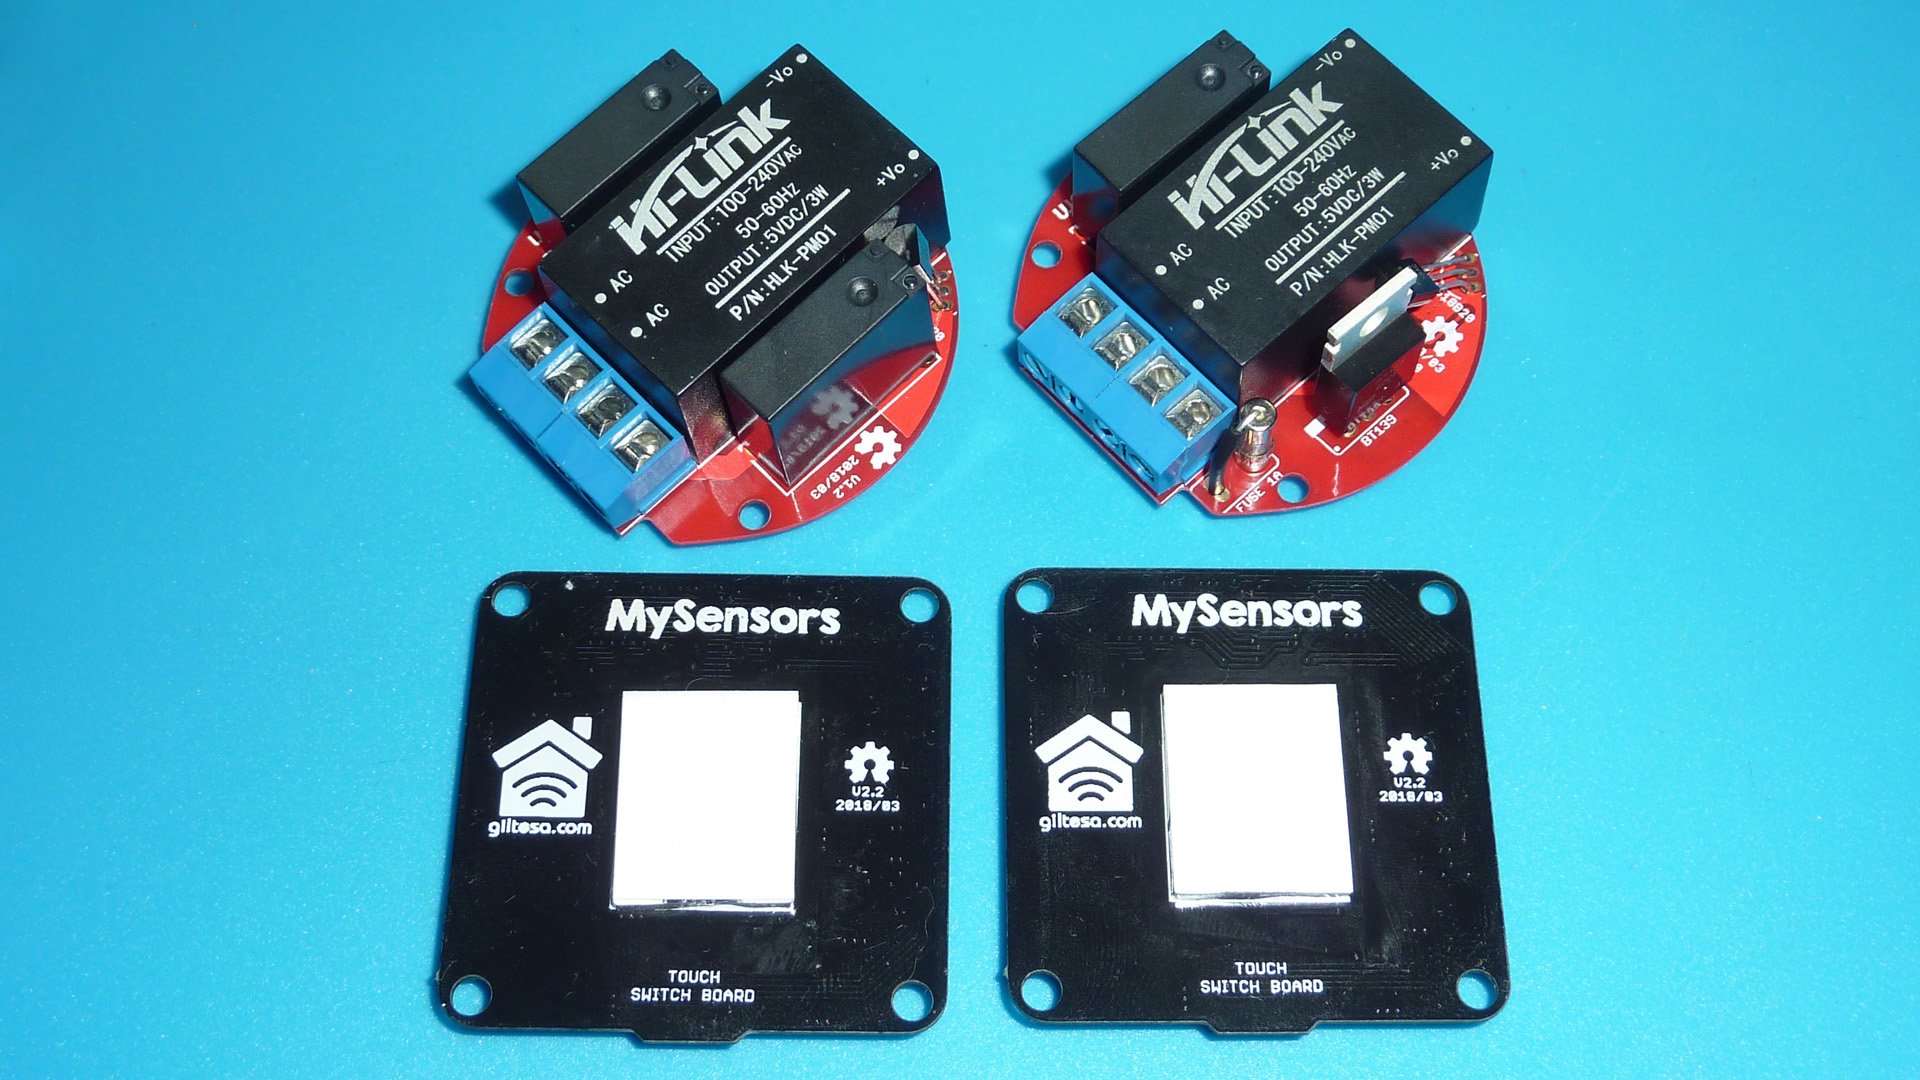 -Vo
Hi-Link
INPUT:100-240VAC
50-60Hz
OUTPUT:5VDC/3W
P/N:HLK-PM01
+Vo
AC
AC
V1.2
2018/03
-Vo
Hi-Link
INPUT:100-240VAC
50-60Hz
OUTPUT:5VDC/3W
P/N:HLK-PM01
+Vo
AC
AC
BT139
FUSE 1A
MySensors
giltesa.com
V2.2
2018/03
TOUCH
SWITCH BOARD
MySensors
giltesa.com
V2.2
2018/03
TOUCH
SWITCH BOARD